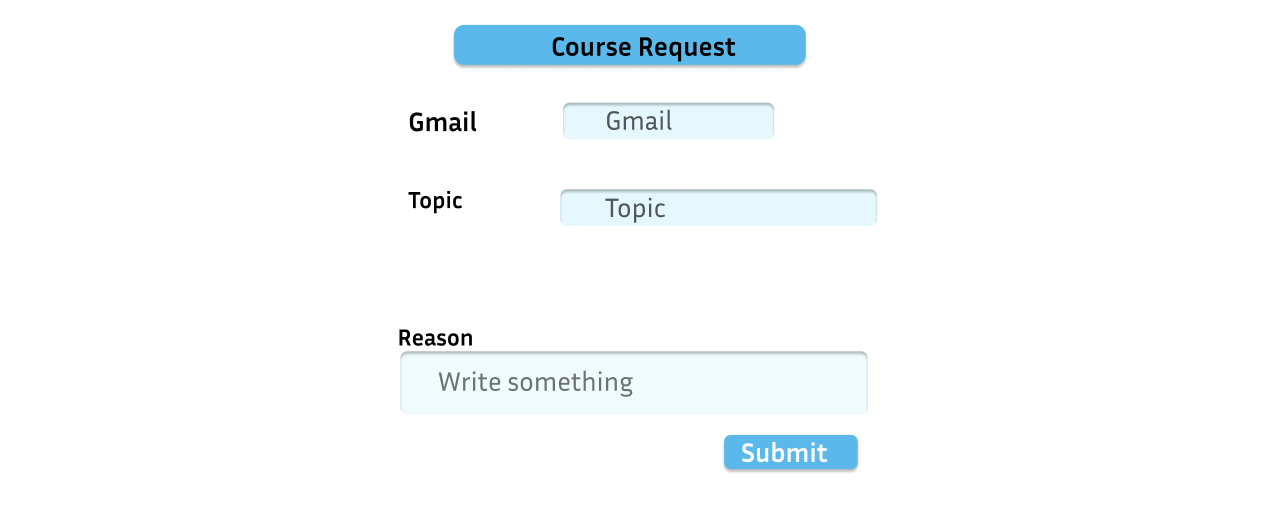 Course Request
Gmail
Gmail
Topic
Topic
Reason
Write something
Submit